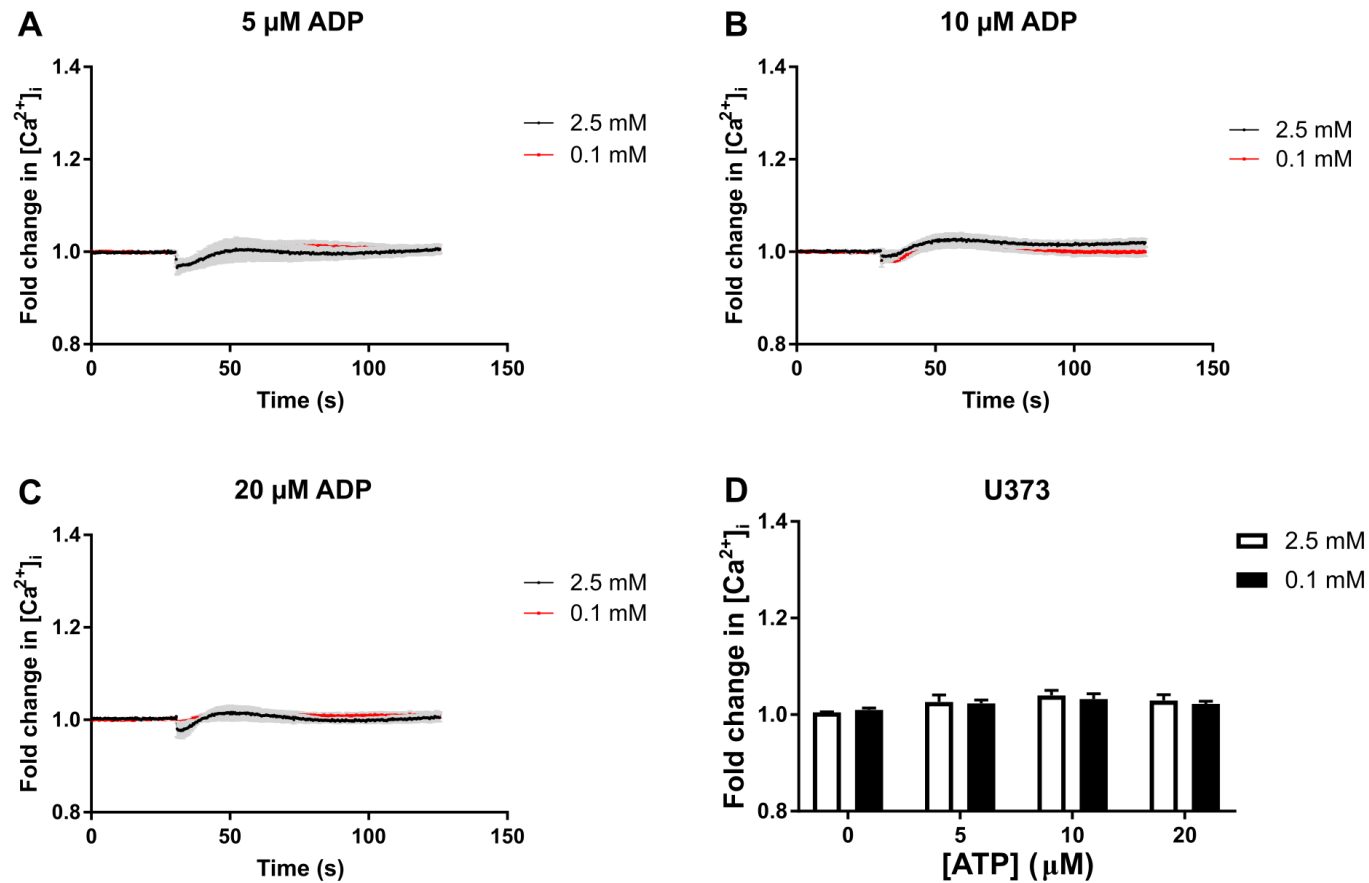 A
5 µM ADP
Fold change in [Ca2+]i
1.4
1.2
1.0
0.8
0
50
100
150
Time (s)
2.5 mM
0.1 mM
B
10 µM ADP
Fold change in [Ca2+]i
1.4
1.2
1.0
0.8
0
50
100
150
Time (s)
2.5 mM
0.1 mM
C
20 µM ADP
Fold change in [Ca2+]i
1.4
1.2
1.0
0.8
0
50
100
150
Time (s)
2.5 mM
0.1 mM
D
U373
Fold change in [Ca2+]i
1.4
1.2
1.0
0.8
0
5
10
20
[ATP] (µM)
2.5 mM
0.1 mM